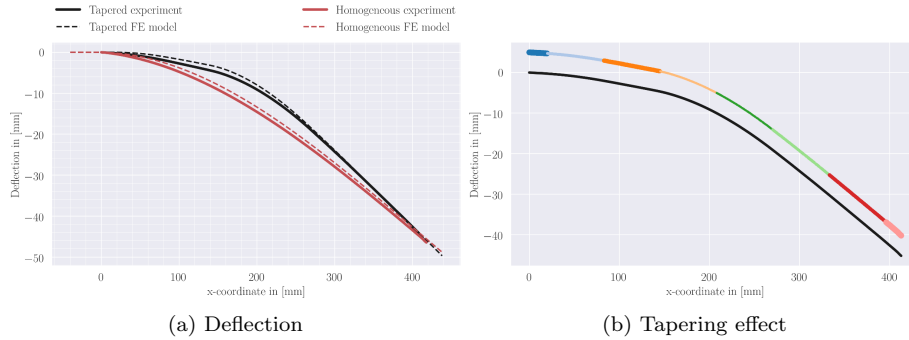 Tapered experiment
Tapered FE model
Homogeneous experiment
Homogeneous FE model
0
−10
−20
−30
−40
−50
Deflection in [mm]
0
100
200
300
400
x-coordinate in [mm]
(a) Deflection
0
−10
−20
−30
−40
Deflection in [mm]
0
100
200
300
400
x-coordinate in [mm]
(b) Tapering effect